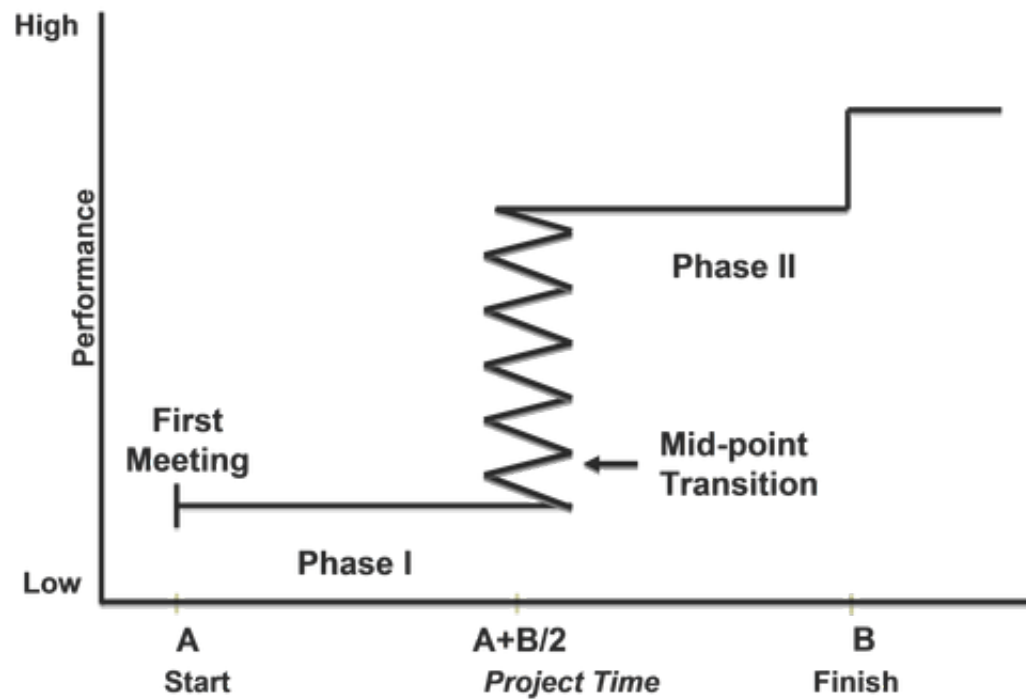 High
Performance
Phase II
First
Meeting
Mid-point
Transition
Phase I
Low
A
A+B/2
B
Start
Project Time
Finish